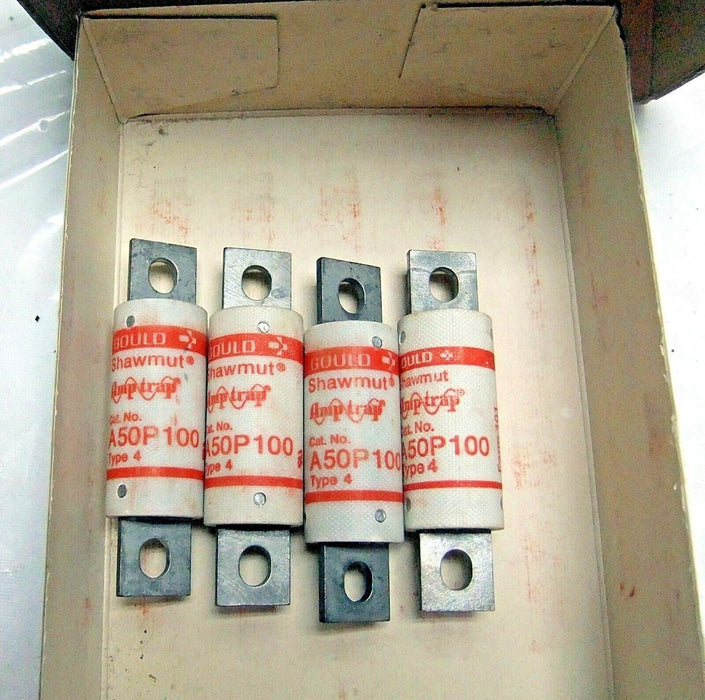 GOULD
Shawmut®
Amp-trap®
Cat. No.
A50P100
Type 4
GOULD
Shawmut®
Amp-trap®
Cat. No.
A50P100
Type 4
GOULD
Shawmut®
Amp-trap®
Cat. No.
A50P100
Type 4
GOULD
Shawmut
Amp-trap®
Cat. No.
A50P100
Type 4